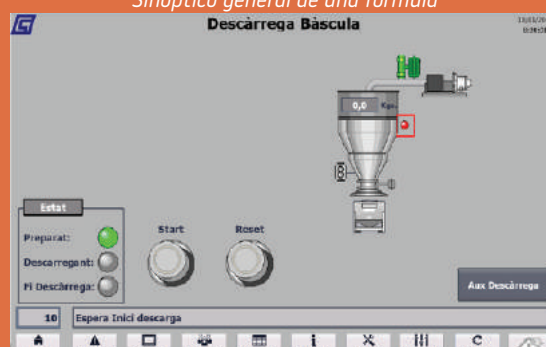 Sinóptico general de una fórmula
Descàrrega Bàscula
0,0 Kgs.
Estat
Preparat:
Descarregant:
Fi Descàrrega:
Start
Reset
Aux Descàrrega
10 Espera Inici descarga
i
C